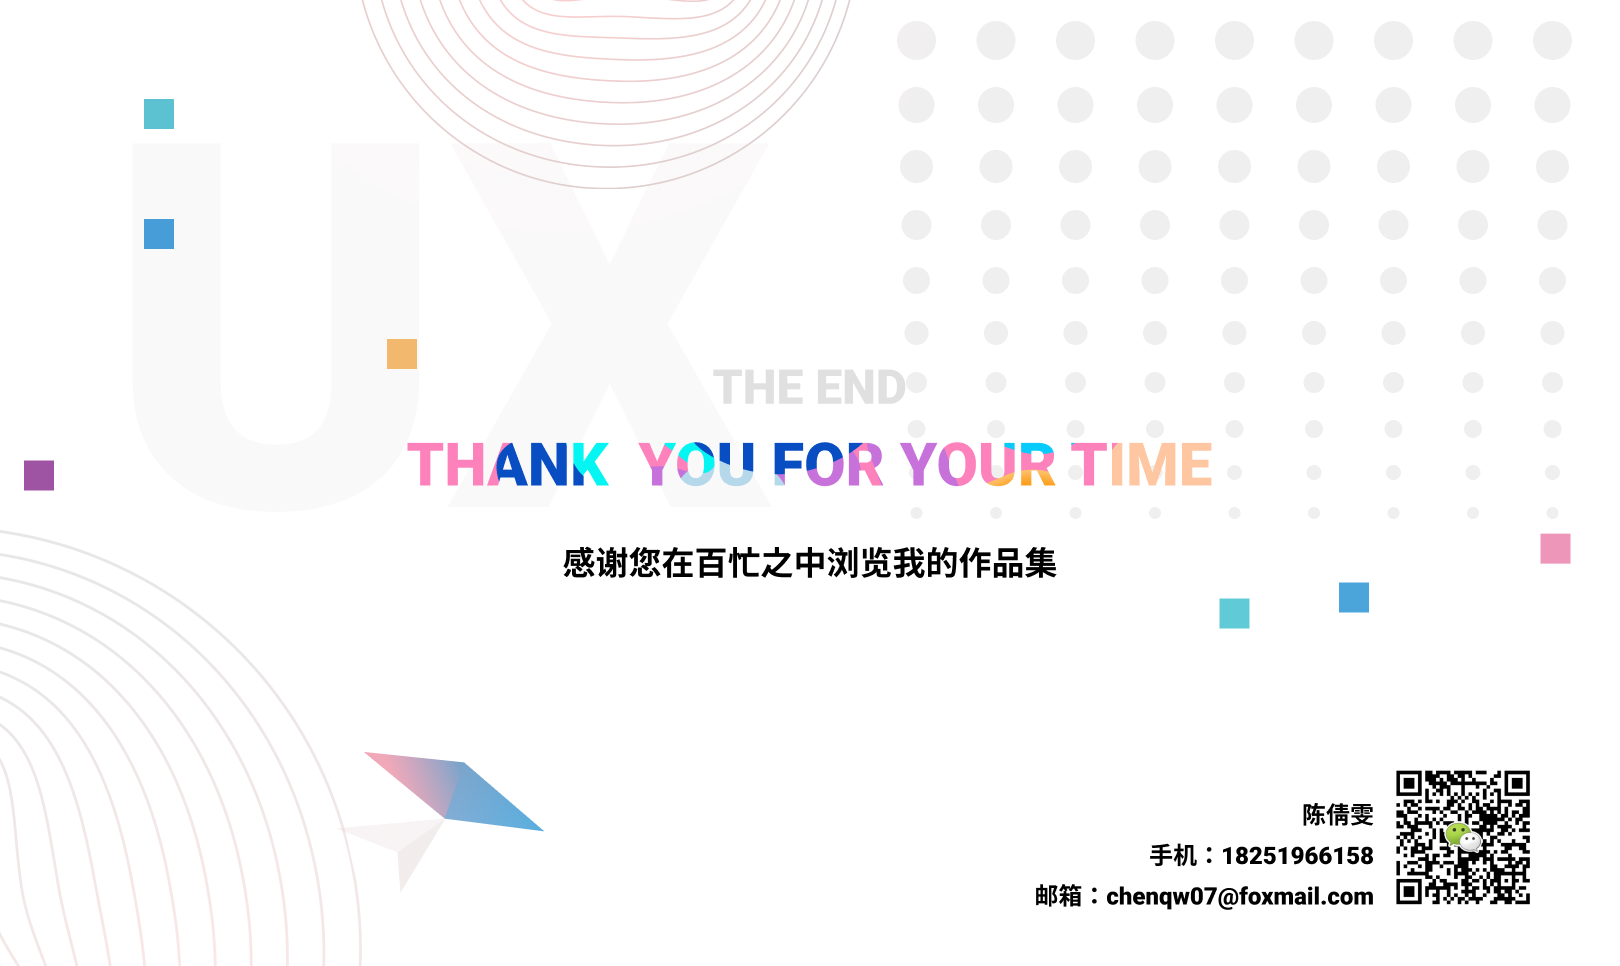 UX
THE END
THANK YOU FOR YOUR TIME
感谢您在百忙之中浏览我的作品集
陈倩雯
手机：18251966158
邮箱：chenqw07@foxmail.com